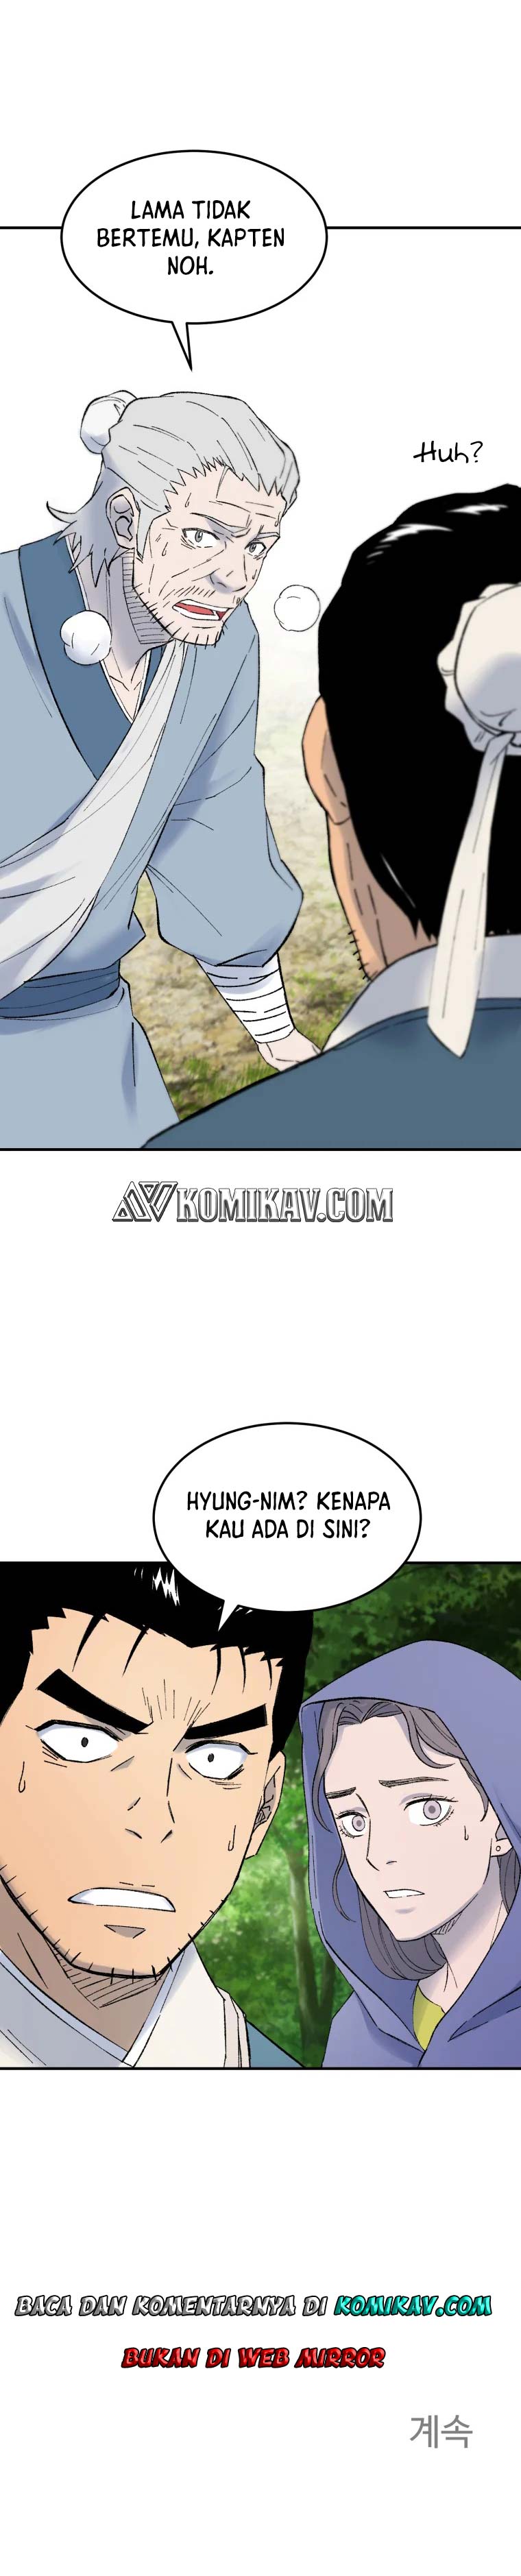 LAMA TIDAK
BERTEMU, KAPTEN
NOH.
Huh?
KOMIKAV.COM
HYUNG-NIM? KENAPA
KAU ADA DI SINI?
BACA DAN KOMENTARNYA DI KOMIKAV.COM
BUKAN DI WEB MIRROR
계속